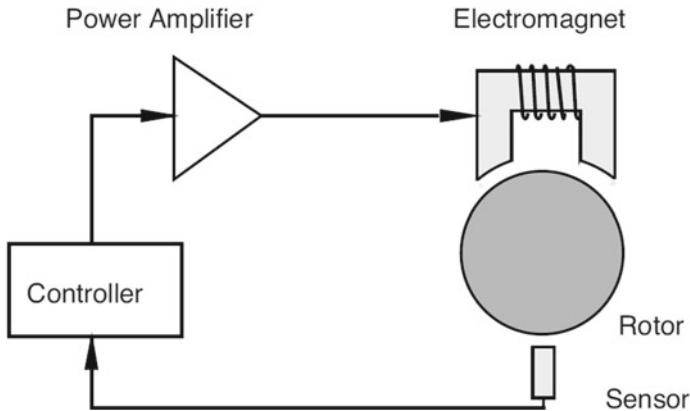 Power Amplifier
Electromagnet
Controller
Rotor
Sensor